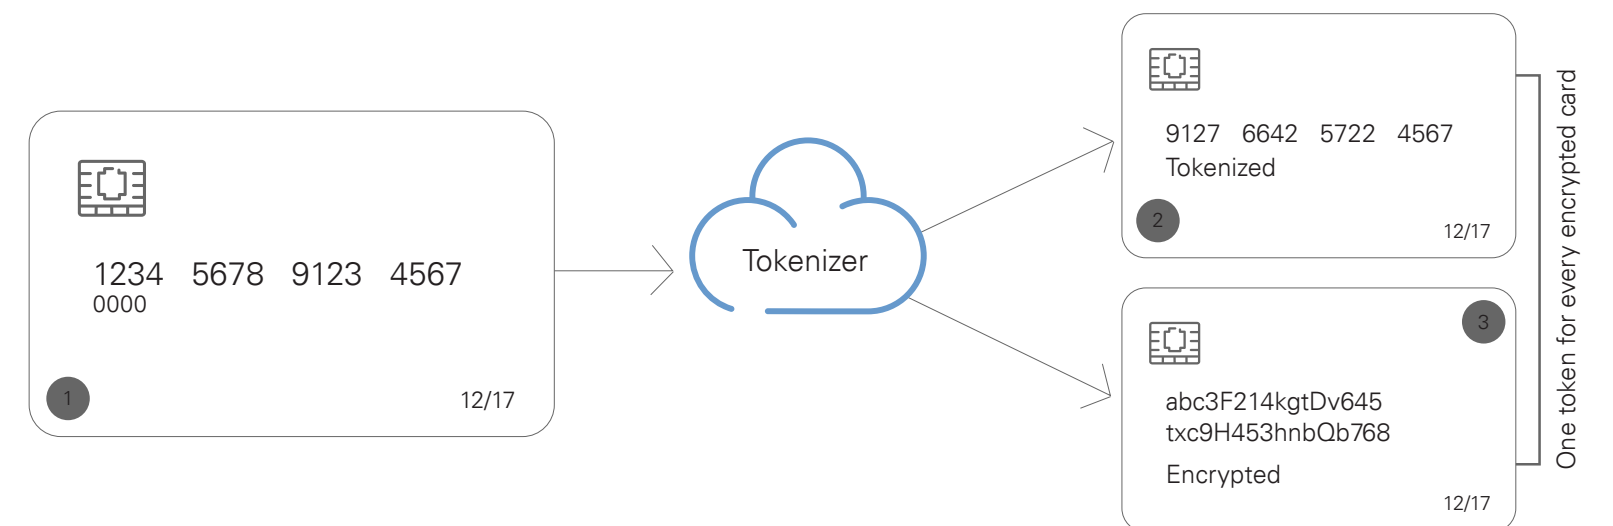 1234 5678 9123 4567
0000
1
12/17
Tokenizer
9127 6642 5722 4567
Tokenized
2
12/17
3
abc3F214kgtDv645
txc9H453hnbQb768
Encrypted
12/17
One token for every encrypted card